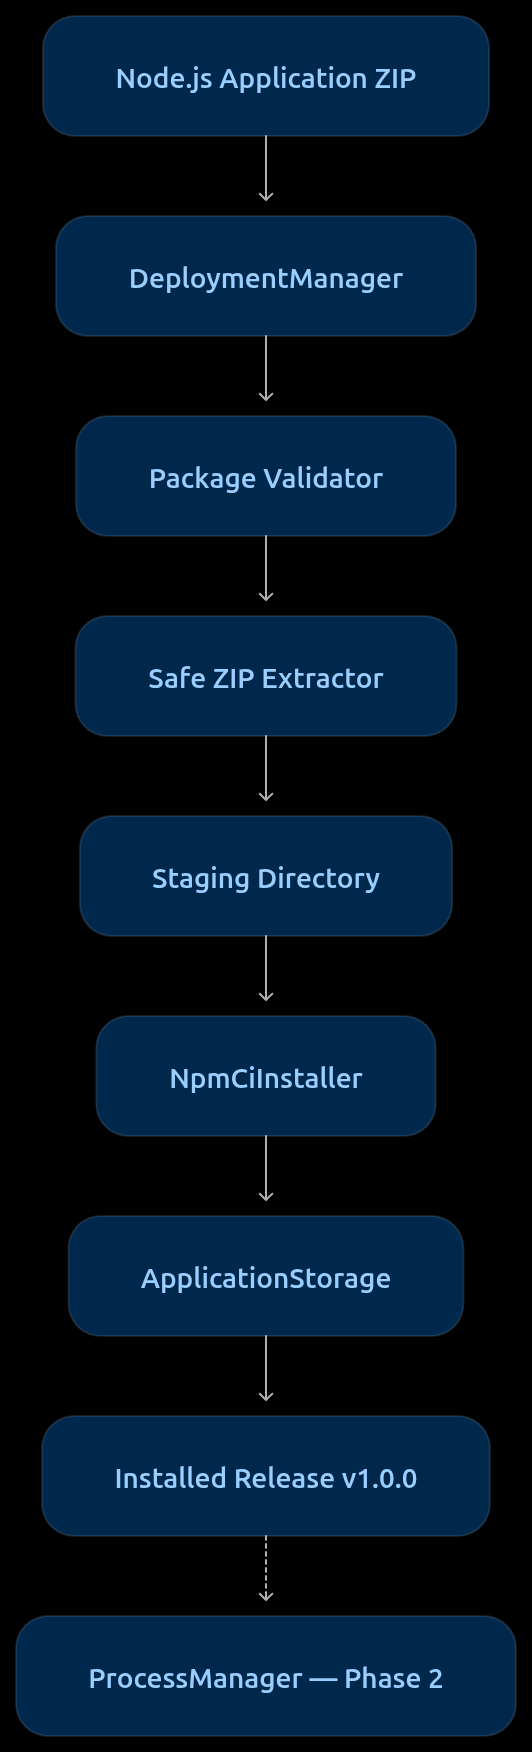 Node.js Application ZIP
DeploymentManager
Package Validator
Safe ZIP Extractor
Staging Directory
NpmCiInstaller
ApplicationStorage
Installed Release v1.0.0
ProcessManager — Phase 2